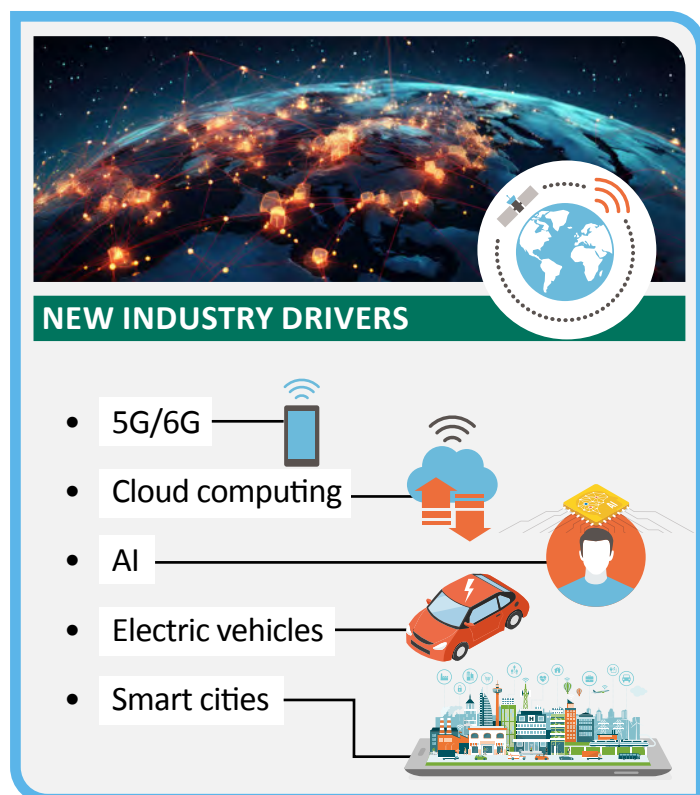 NEW INDUSTRY DRIVERS
• 5G/6G
• Cloud computing
• AI
• Electric vehicles
• Smart cities